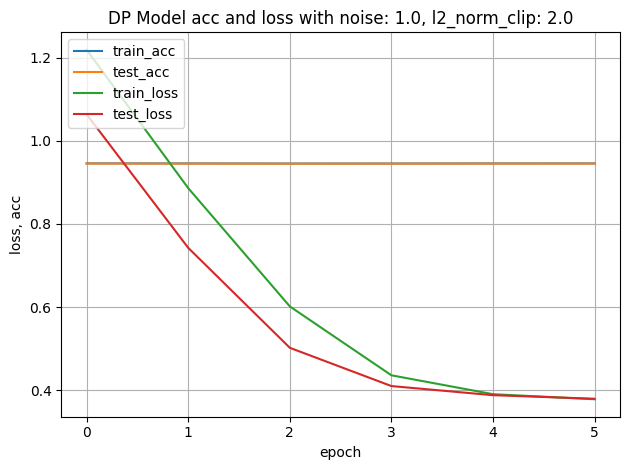 DP Model acc and loss with noise: 1.0, l2_norm_clip: 2.0
train_acc
test_acc
train_loss
test_loss
loss, acc
1.2
1.0
0.8
0.6
0.4
0 1 2 3 4 5
epoch